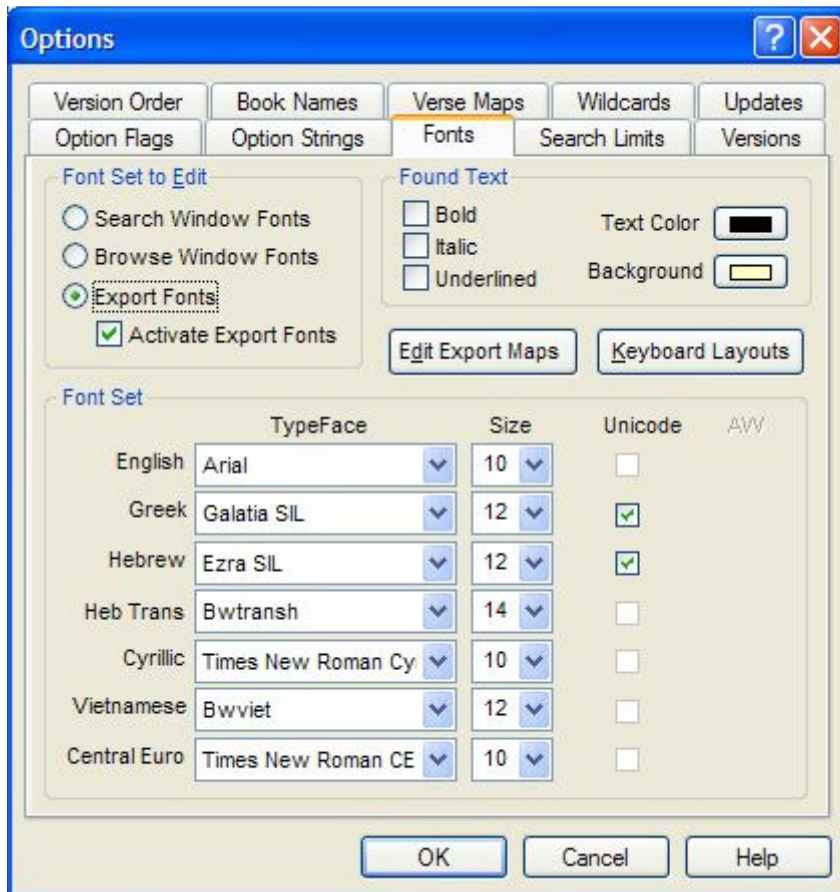 Options
Version Order Book Names Verse Maps Wildcards Updates
Option Flags Option Strings Fonts Search Limits Versions
Font Set to Edit
Search Window Fonts
Browse Window Fonts
Export Fonts
Activate Export Fonts
Found Text
Bold
Italic
Underlined
Text Color
Background
Edit Export Maps Keyboard Layouts
Font Set
TypeFace Size Unicode AW
English Arial 10
Greek Galatia SIL 12
Hebrew Ezra SIL 12
Heb Trans Bwtransh 14
Cyrillic Times New Roman Cyr 10
Vietnamese Bwviet 12
Central Euro Times New Roman CE 10
OK Cancel Help